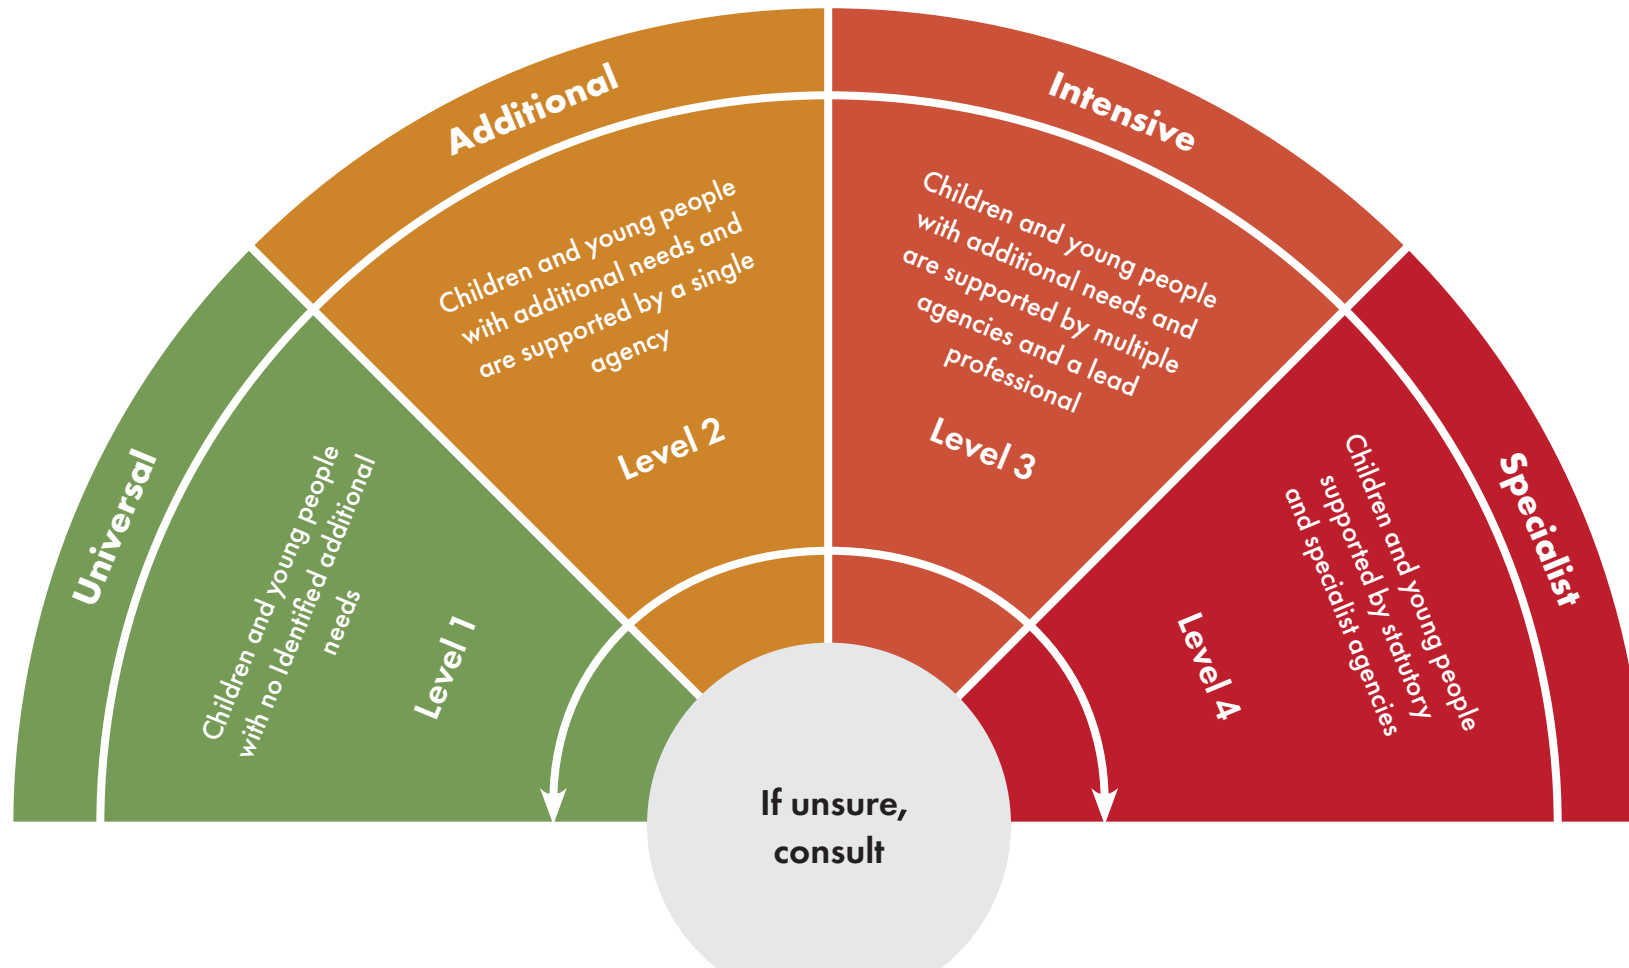 Universal
Children and young people
with no Identified additional
needs
Level 1
Additional
Children and young people
with additional needs and
are supported by a single
agency
Level 2
Intensive
Children and young people
with additional needs and
are supported by multiple
agencies and a lead
professional
Level 3
Specialist
Children and young people
supported by statutory
and specialist agencies
Level 4
If unsure,
consult